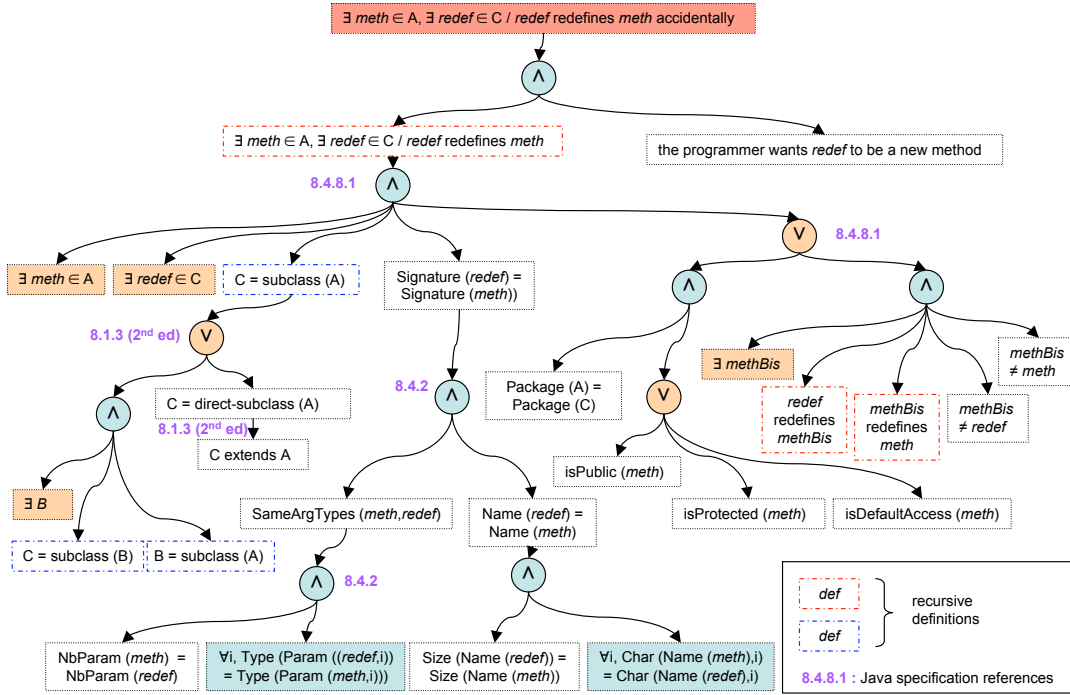 ∃ meth ∈ A, ∃ redef ∈ C / redef redefines meth accidentally
∧
∃ meth ∈ A, ∃ redef ∈ C / redef redefines meth
the programmer wants redef to be a new method
8.4.8.1
∧
∨
8.4.8.1
∃ meth ∈ A
∃ redef ∈ C
C = subclass (A)
Signature (redef) =
Signature (meth))
∧
∧
8.1.3 (2nd ed)
∨
∃ methBis
methBis
≠ meth
Package (A) =
Package (C)
∨
redef
redefines
methBis
methBis
redefines
meth
methBis
≠ redef
8.4.2
∧
∧
C = direct-subclass (A)
8.1.3 (2nd ed)
C extends A
isPublic (meth)
∃ B
SameArgTypes (meth,redef)
Name (redef) =
Name (meth)
isProtected (meth)
isDefaultAccess (meth)
C = subclass (B)
B = subclass (A)
∧
8.4.2
∧
NbParam (meth) =
NbParam (redef)
∀i, Type (Param ((redef,i))
= Type (Param (meth,i)))
Size (Name (redef)) =
Size (Name (meth))
∀i, Char (Name (meth),i)
= Char (Name (redef),i)
def
def
recursive
definitions
8.4.8.1 : Java specification references